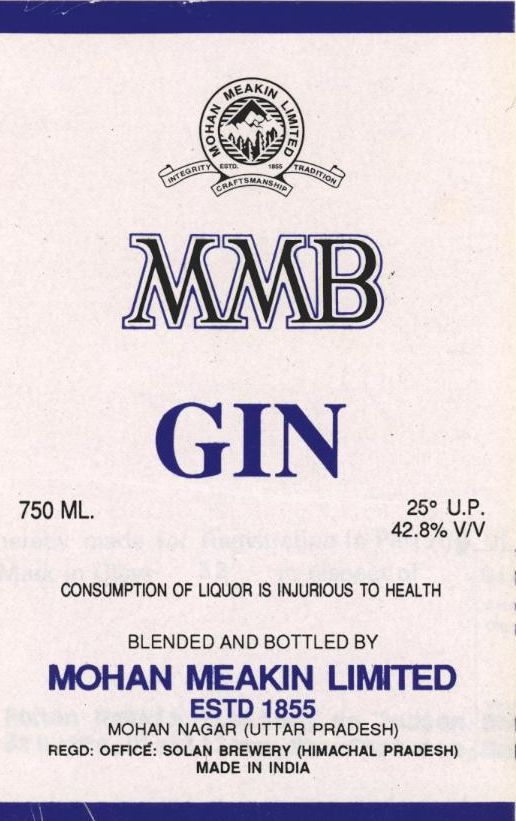 MOHAN MEAKIN LIMITED
ESTD. 1855
INTEGRITY CRAFTSMANSHIP TRADITION
MMB
GIN
750 ML.
25° U.P.
42.8% V/V
CONSUMPTION OF LIQUOR IS INJURIOUS TO HEALTH
BLENDED AND BOTTLED BY
MOHAN MEAKIN LIMITED
ESTD 1855
MOHAN NAGAR (UTTAR PRADESH)
REGD: OFFICE: SOLAN BREWERY (HIMACHAL PRADESH)
MADE IN INDIA